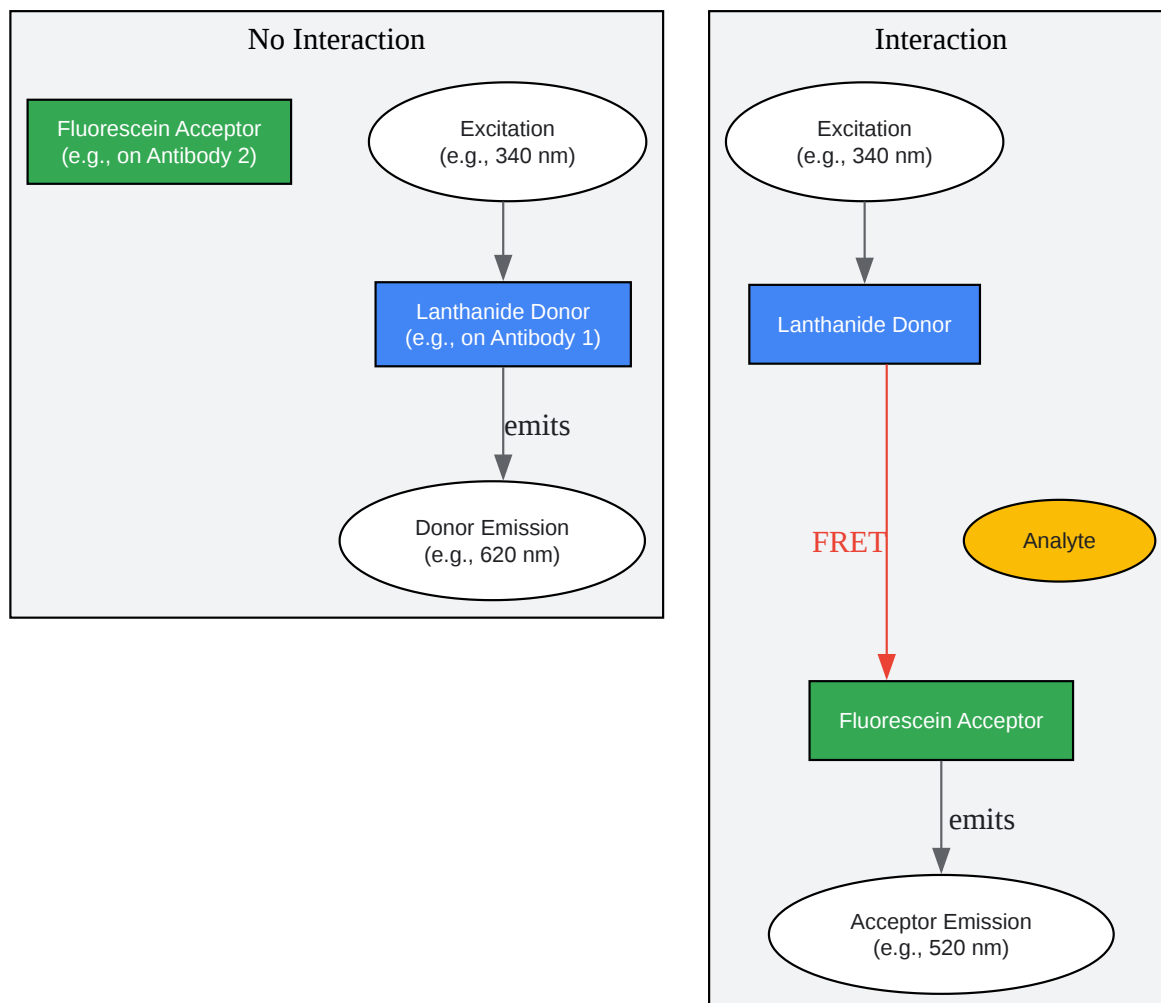 No Interaction
Fluorescein Acceptor
(e.g., on Antibody 2)
Excitation
(e.g., 340 nm)
Lanthanide Donor
(e.g., on Antibody 1)
emits
Donor Emission
(e.g., 620 nm)
Interaction
Excitation
(e.g., 340 nm)
Lanthanide Donor
FRET
Analyte
Fluorescein Acceptor
emits
Acceptor Emission
(e.g., 520 nm)